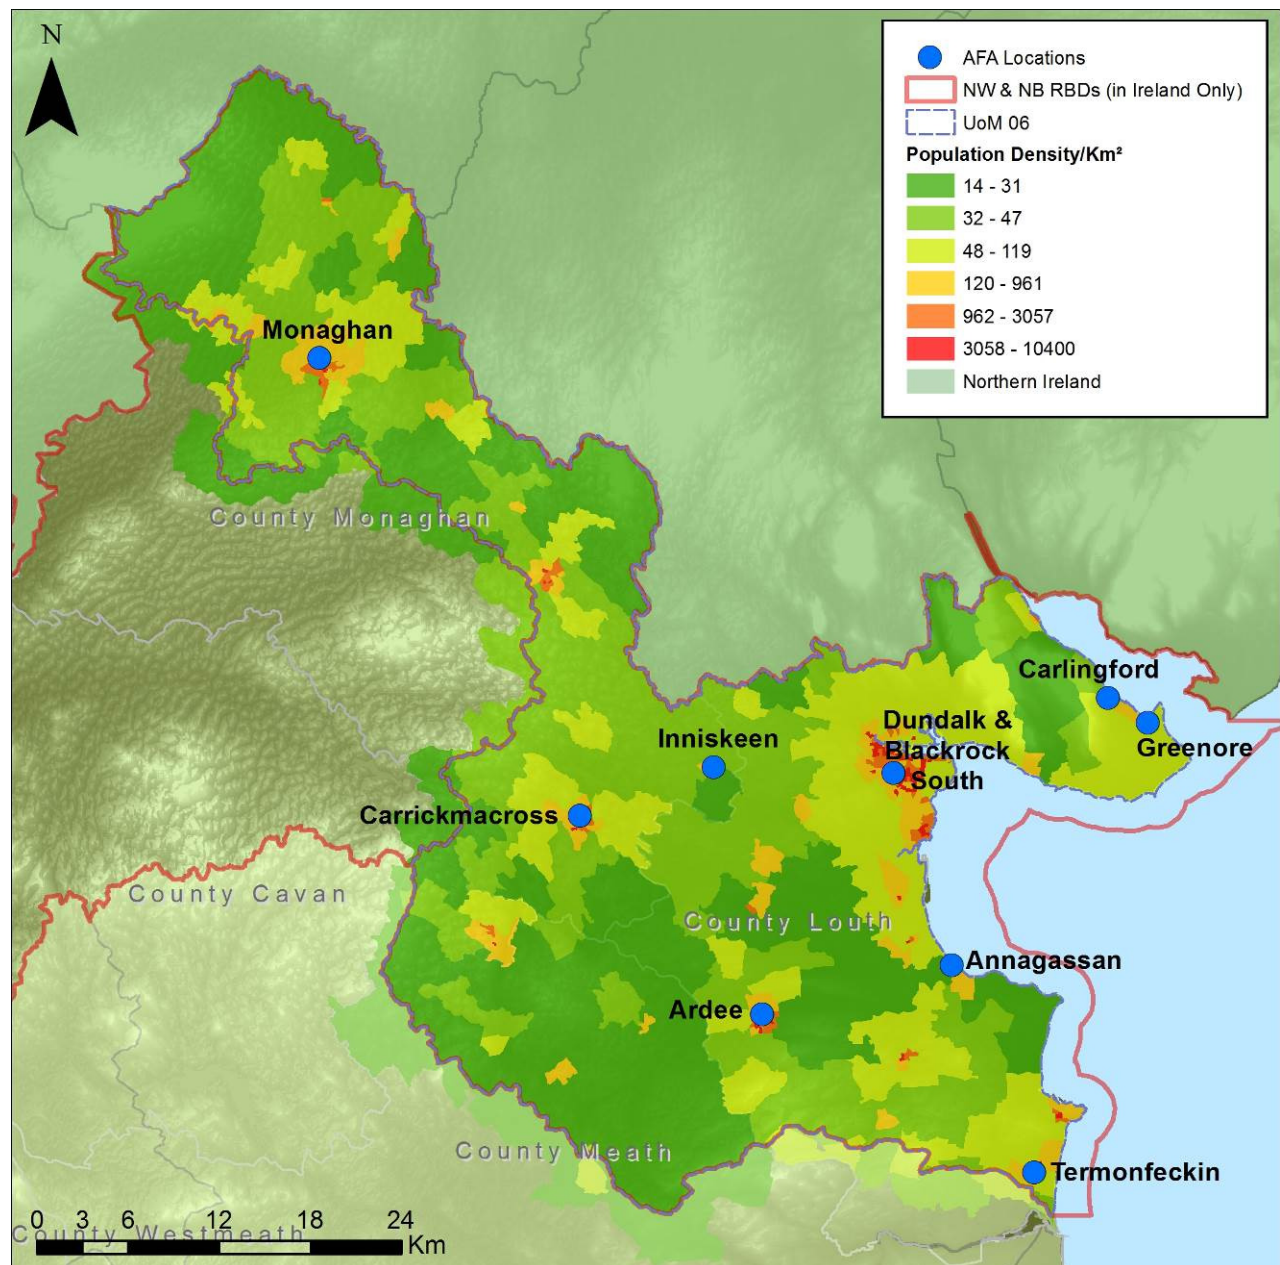 N
AFA Locations
NW & NB RBDs (in Ireland Only)
UoM 06
Population Density/Km²
14 - 31
32 - 47
48 - 119
120 - 961
962 - 3057
3058 - 10400
Northern Ireland
Monaghan
County Monaghan
Carlingford
Dundalk &
Blackrock
South
Greenore
Inniskeen
Carrickmacross
County Cavan
County Louth
Annagassan
Ardee
County Meath
Termonfeckin
0 3 6 12 18 24
Km
County Westmeath